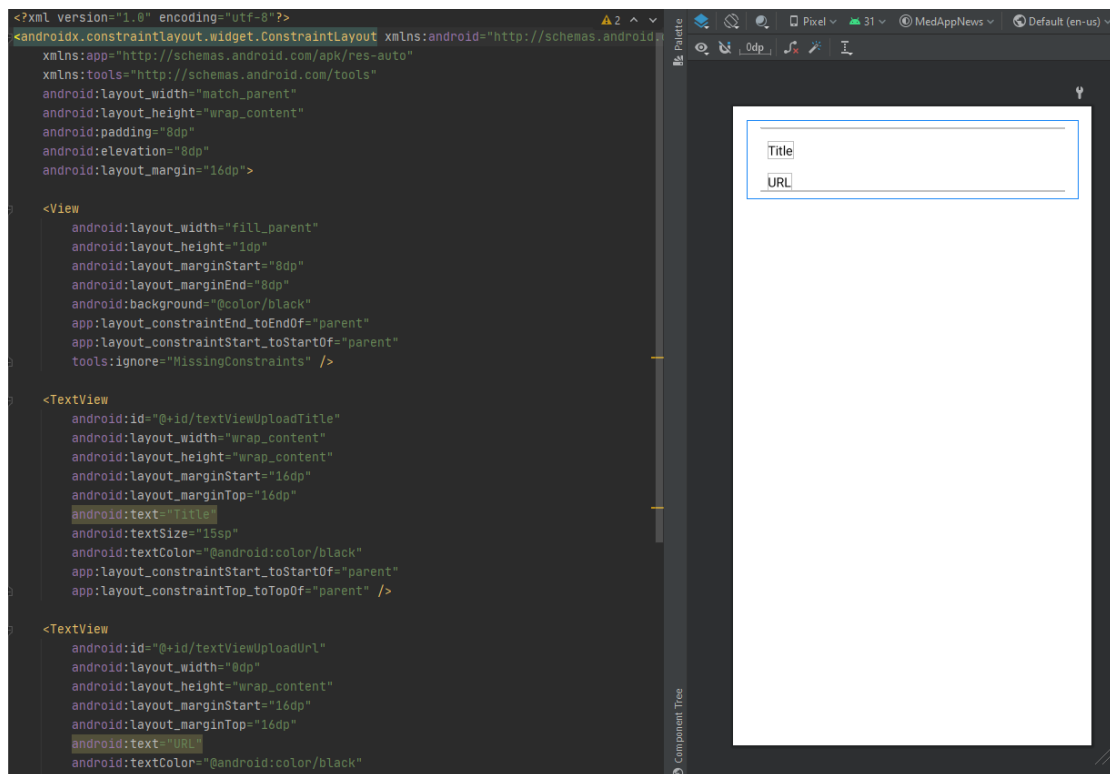 <?xml version="1.0" encoding="utf-8"?>
2
<androidx.constraintlayout.widget.ConstraintLayout xmlns:android="http://schemas.android
xmlns:app="http://schemas.android.com/apk/res-auto"
xmlns:tools="http://schemas.android.com/tools"
android:layout_width="match_parent"
android:layout_height="wrap_content"
android:padding="8dp"
android:elevation="8dp"
android:layout_margin="16dp">
<View
android:layout_width="fill_parent"
android:layout_height="1dp"
android:layout_marginStart="8dp"
android:layout_marginEnd="8dp"
android:background="@color/black"
app:layout_constraintEnd_toEndOf="parent"
app:layout_constraintStart_toStartOf="parent"
tools:ignore="MissingConstraints" />
<TextView
android:id="@+id/textViewUploadTitle"
android:layout_width="wrap_content"
android:layout_height="wrap_content"
android:layout_marginStart="16dp"
android:layout_marginTop="16dp"
android:text="Title"
android:textSize="15sp"
android:textColor="@android:color/black"
app:layout_constraintStart_toStartOf="parent"
app:layout_constraintTop_toTopOf="parent" />
<TextView
android:id="@+id/textViewUploadUrl"
android:layout_width="0dp"
android:layout_height="wrap_content"
android:layout_marginStart="16dp"
android:layout_marginTop="16dp"
android:text="URL"
android:textColor="@android:color/black"
Palette
Component Tree
Pixel 31 MedAppNews Default (en-us)
0dp
Title
URL